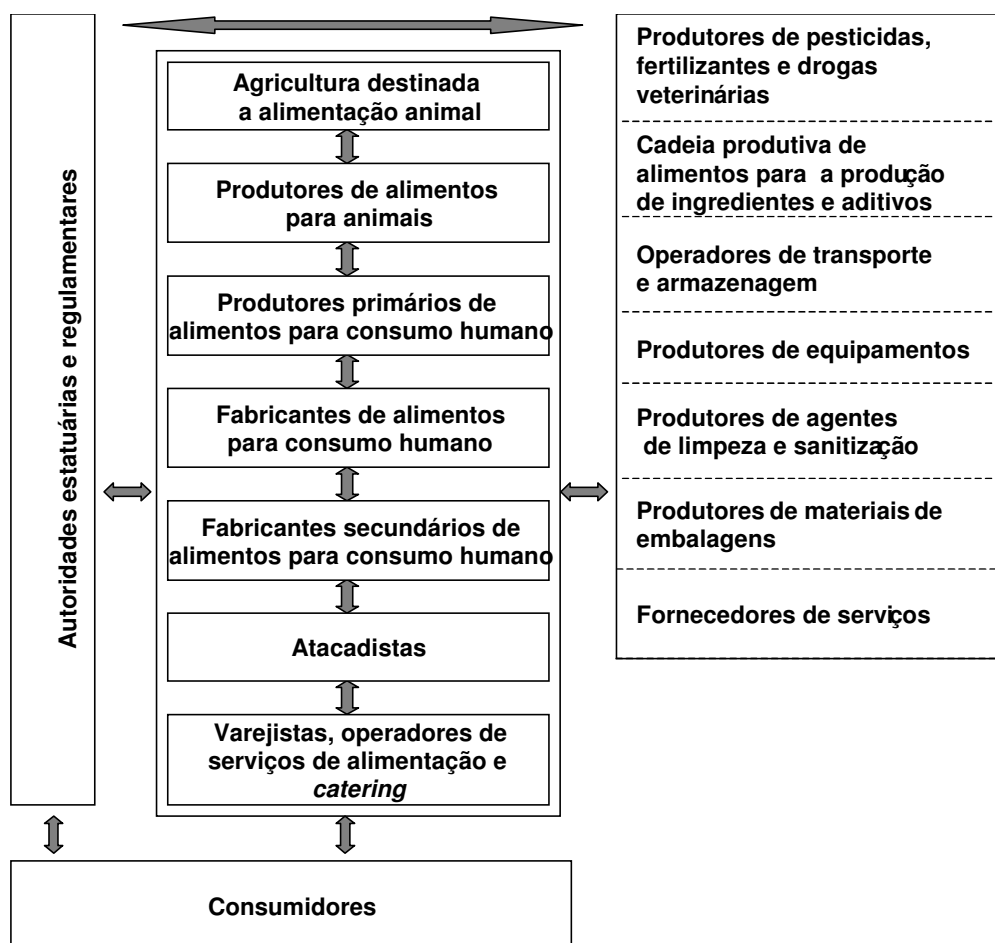 Autoridades estatuárias e regulamentares
Agricultura destinada
a alimentação animal
Produtores de alimentos
para animais
Produtores primários de
alimentos para consumo humano
Fabricantes de alimentos
para consumo humano
Fabricantes secundários de
alimentos para consumo humano
Atacadistas
Varejistas, operadores de
serviços de alimentação e
catering
Consumidores
Produtores de pesticidas,
fertilizantes e drogas
veterinárias
Cadeia produtiva de
alimentos para a produção
de ingredientes e aditivos
Operadores de transporte
e armazenagem
Produtores de equipamentos
Produtores de agentes
de limpeza e sanitização
Produtores de materiais de
embalagens
Fornecedores de serviços